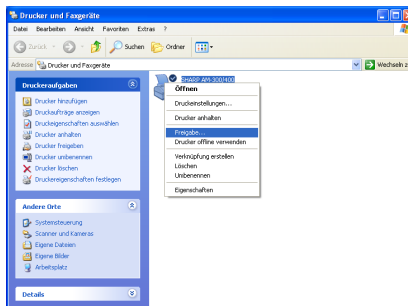 Drucker und Faxgeräte
Datei Bearbeiten Ansicht Favoriten Extras ?
Zurück Suchen Ordner
Adresse Drucker und Faxgeräte Wechseln z
Druckeraufgaben
Drucker hinzufügen
Druckaufträge anzeigen
Druckeigenschaften auswählen
Drucker anhalten
Drucker freigeben
Drucker umbenennen
Drucker löschen
Druckereigenschaften festlegen
Andere Orte
Systemsteuerung
Scanner und Kameras
Eigene Dateien
Eigene Bilder
Arbeitsplatz
Details
SHARP AM-300/400
Öffnen
Druckeinstellungen...
Drucker anhalten
Freigabe...
Drucker offline verwenden
Verknüpfung erstellen
Löschen
Umbenennen
Eigenschaften